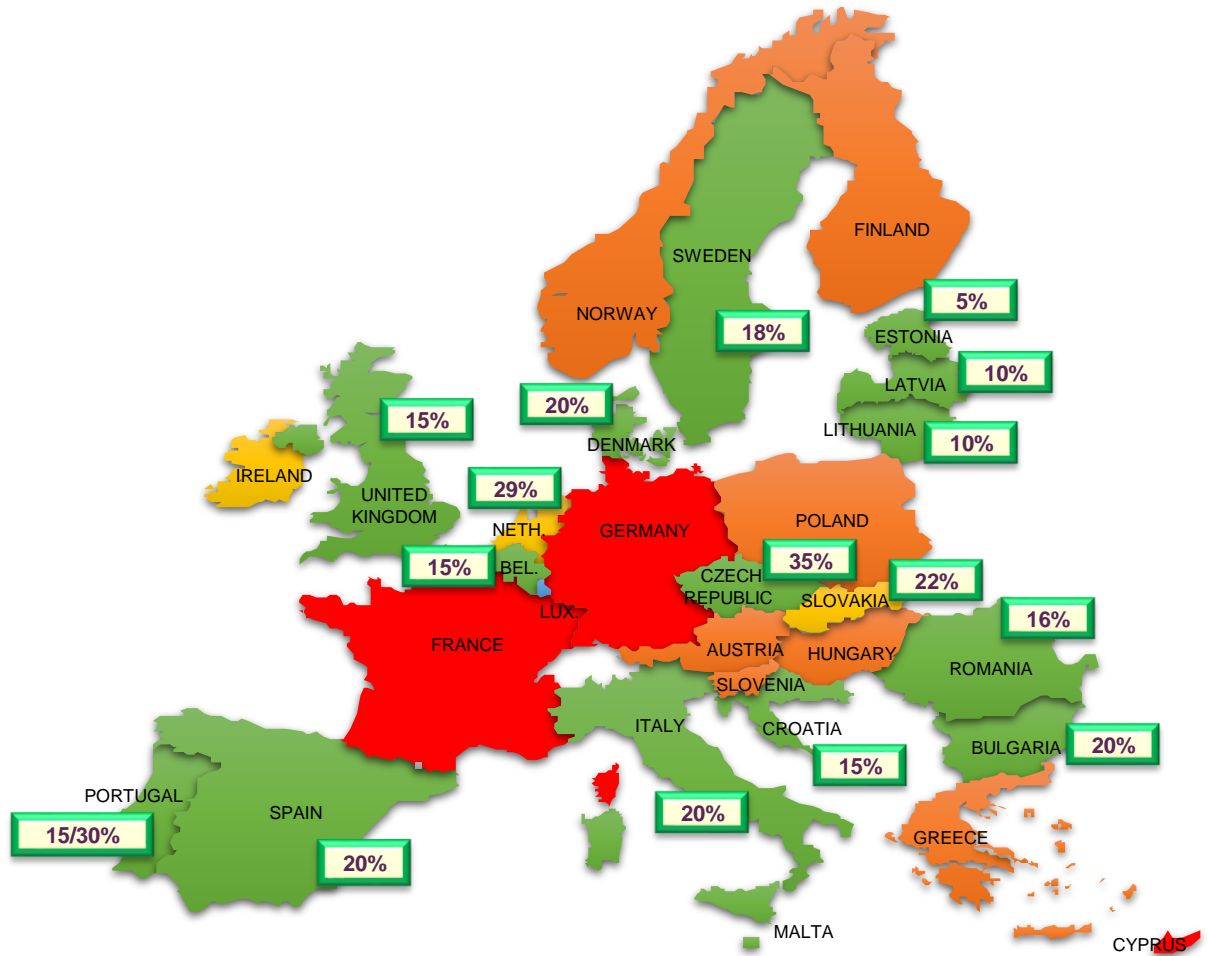 FINLAND
SWEDEN
5%
NORWAY
18%
ESTONIA
10%
LATVIA
20%
15%
LITHUANIA
10%
DENMARK
IRELAND
29%
UNITED
KINGDOM
NETH.
GERMANY
POLAND
15%
BEL.
35%
CZECH
REPUBLIC
22%
SLOVAKIA
LUX.
16%
FRANCE
AUSTRIA
HUNGARY
ROMANIA
SLOVENIA
ITALY
CROATIA
BULGARIA
20%
15%
PORTUGAL
SPAIN
20%
15/30%
GREECE
20%
MALTA
CYPRUS